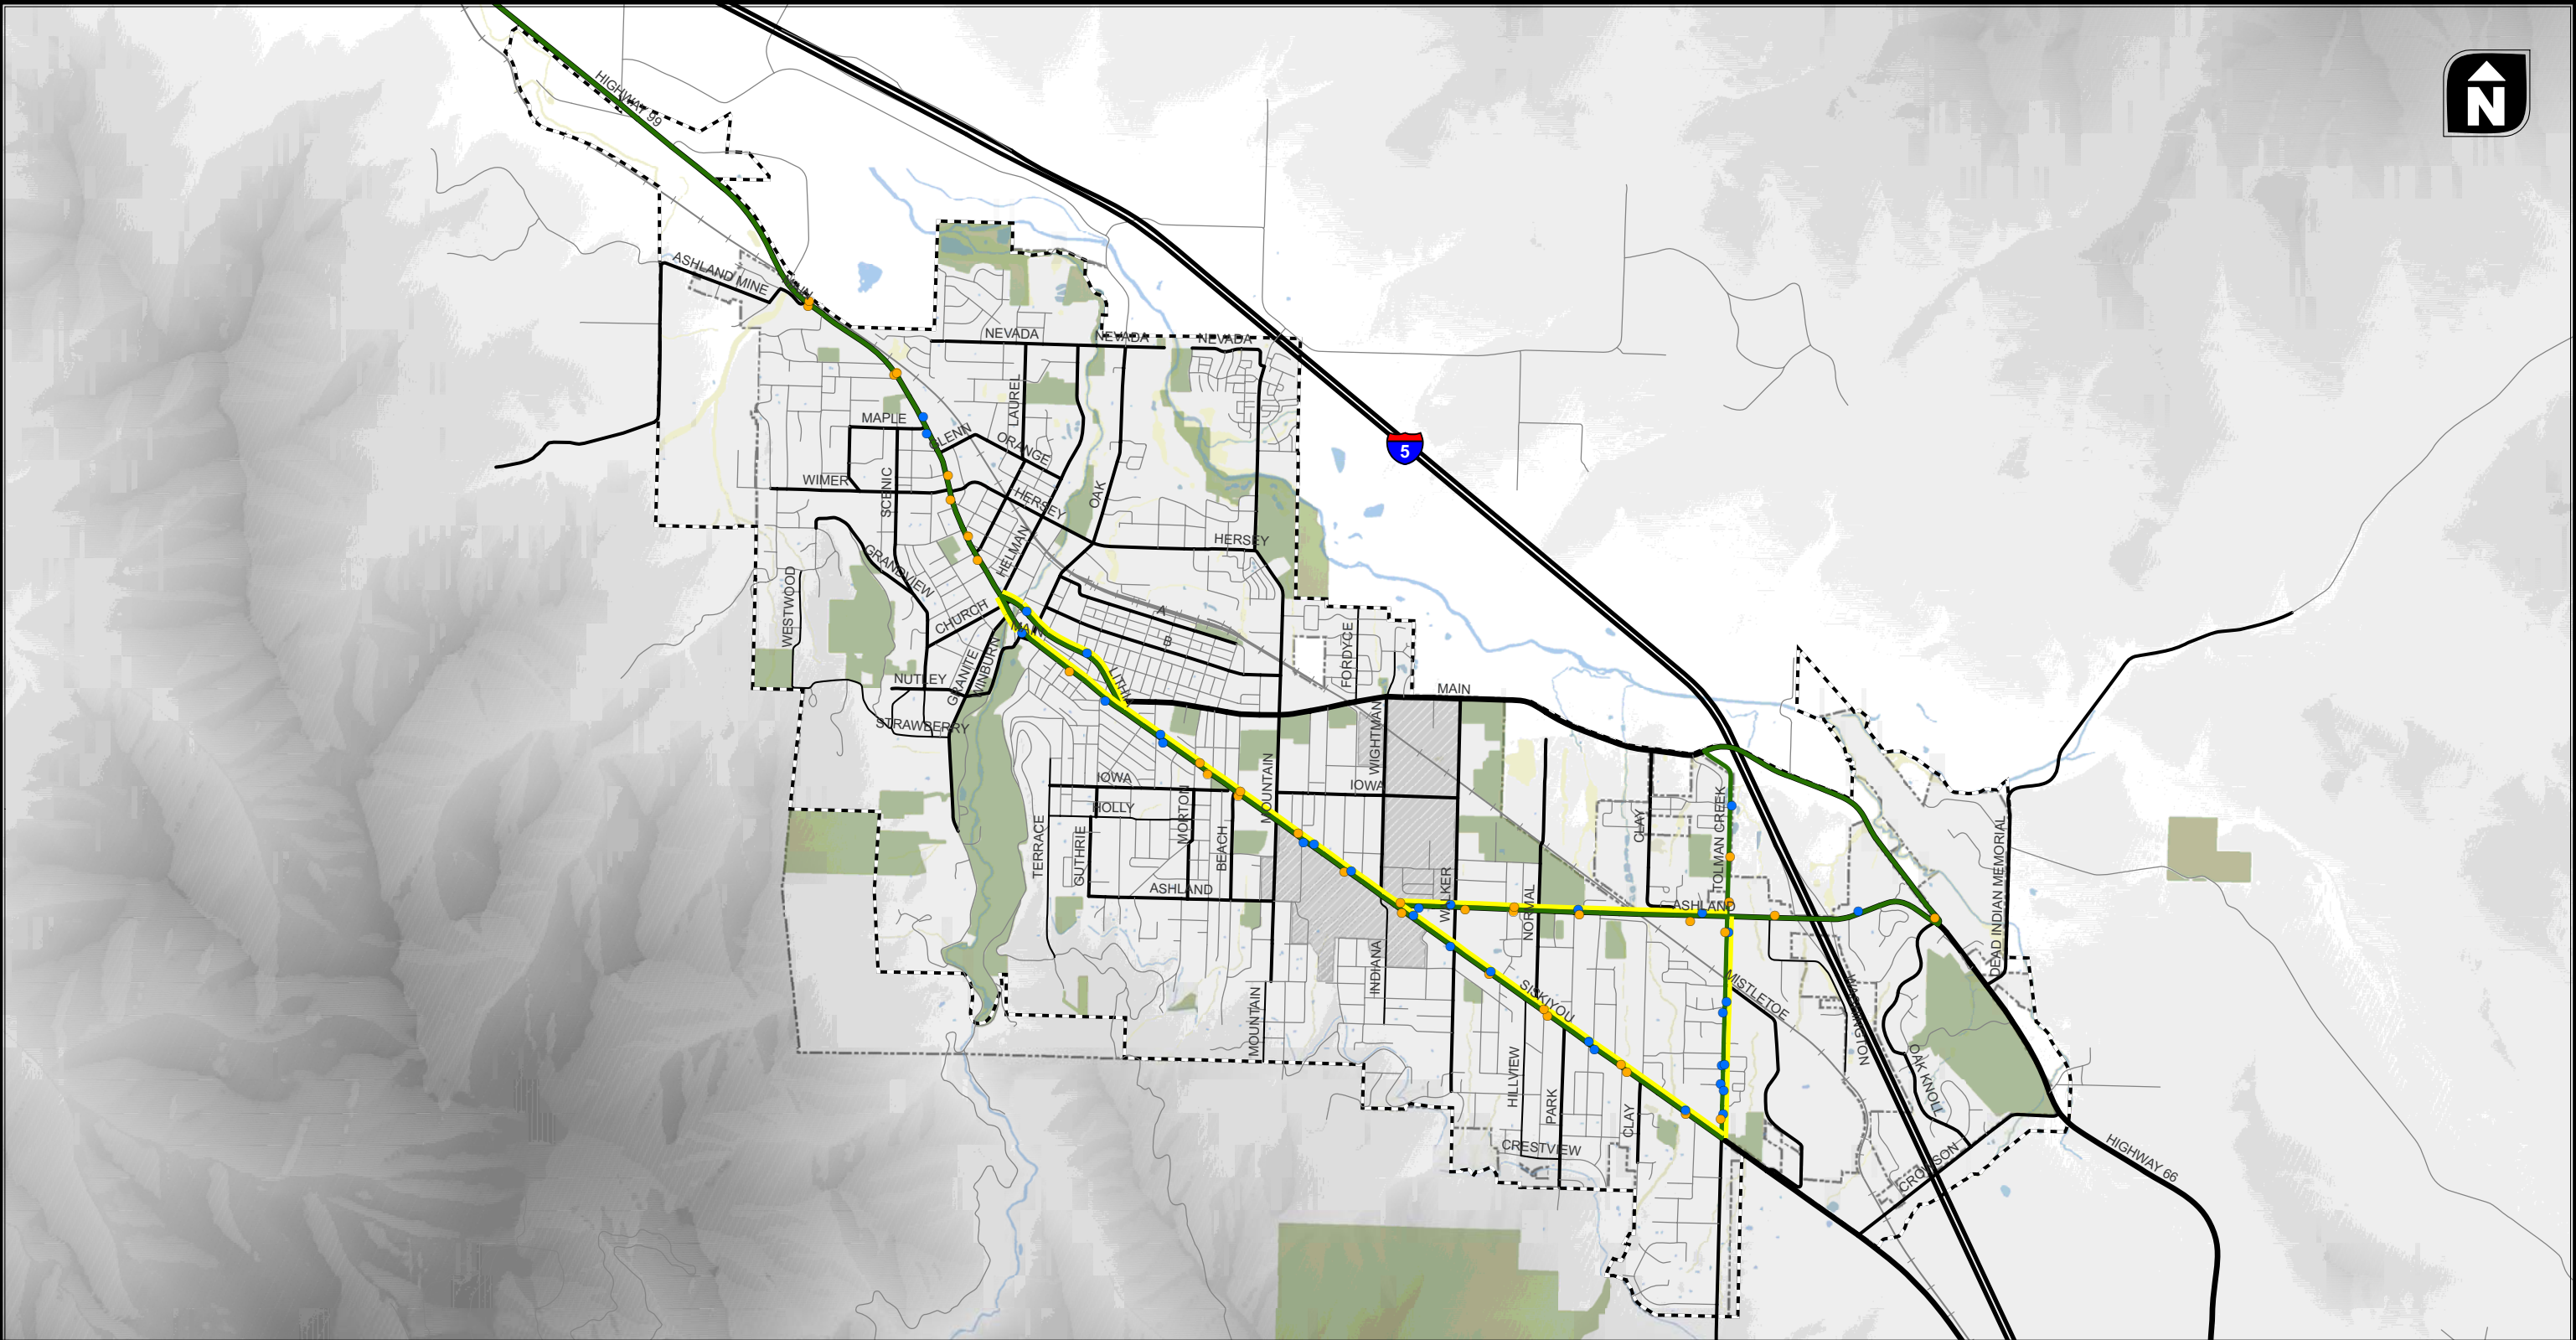 N
HIGHWAY 99
ASHLAND MINE
NEVADA
NEVADA
NEVADA
LAUREL
MAPLE
GLENN
ORANGE
5
WIMER
SCENIC
HERSEY
OAK
HERSEY
HELMAN
GRANDVIEW
WESTWOOD
CHURCH
A
MAIN
B
FORDYCE
GRANITE
WINBURN
NUTLEY
LITHIA
MAIN
STRAWBERRY
WIGHTMAN
IOWA
MOUNTAIN
IOWA
HOLLY
MORTON
TOLMAN CREEK
CLAY
TERRACE
GUTHRIE
BEACH
DEAD INDIAN MEMORIAL
ASHLAND
WALKER
NORMAL
ASHLAND
INDIANA
SISKIYOU
MISTLETOE
MOUNTAIN
WASHINGTON
HILLVIEW
PARK
OAK KNOLL
CLAY
CRESTVIEW
CROWSON
HIGHWAY 66